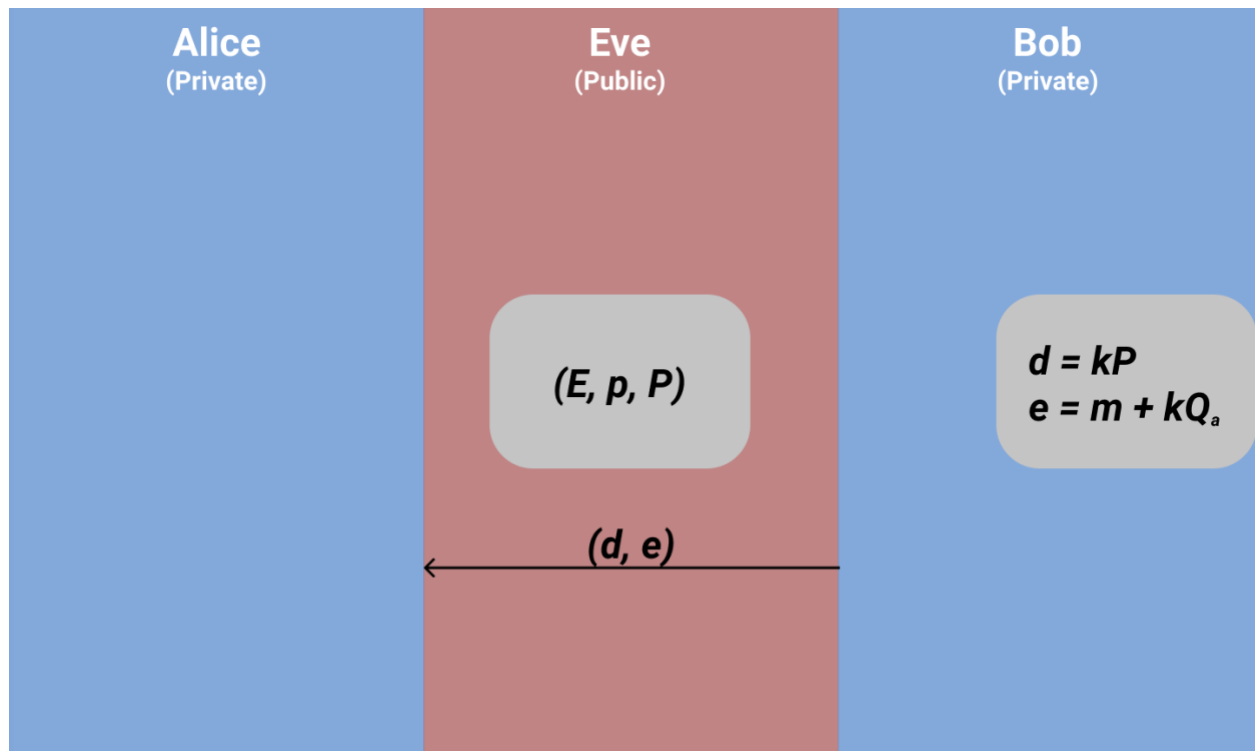 Alice
(Private)
Eve
(Public)
Bob
(Private)
(E, p, P)
d = kP
e = m + kQₐ
(d, e)